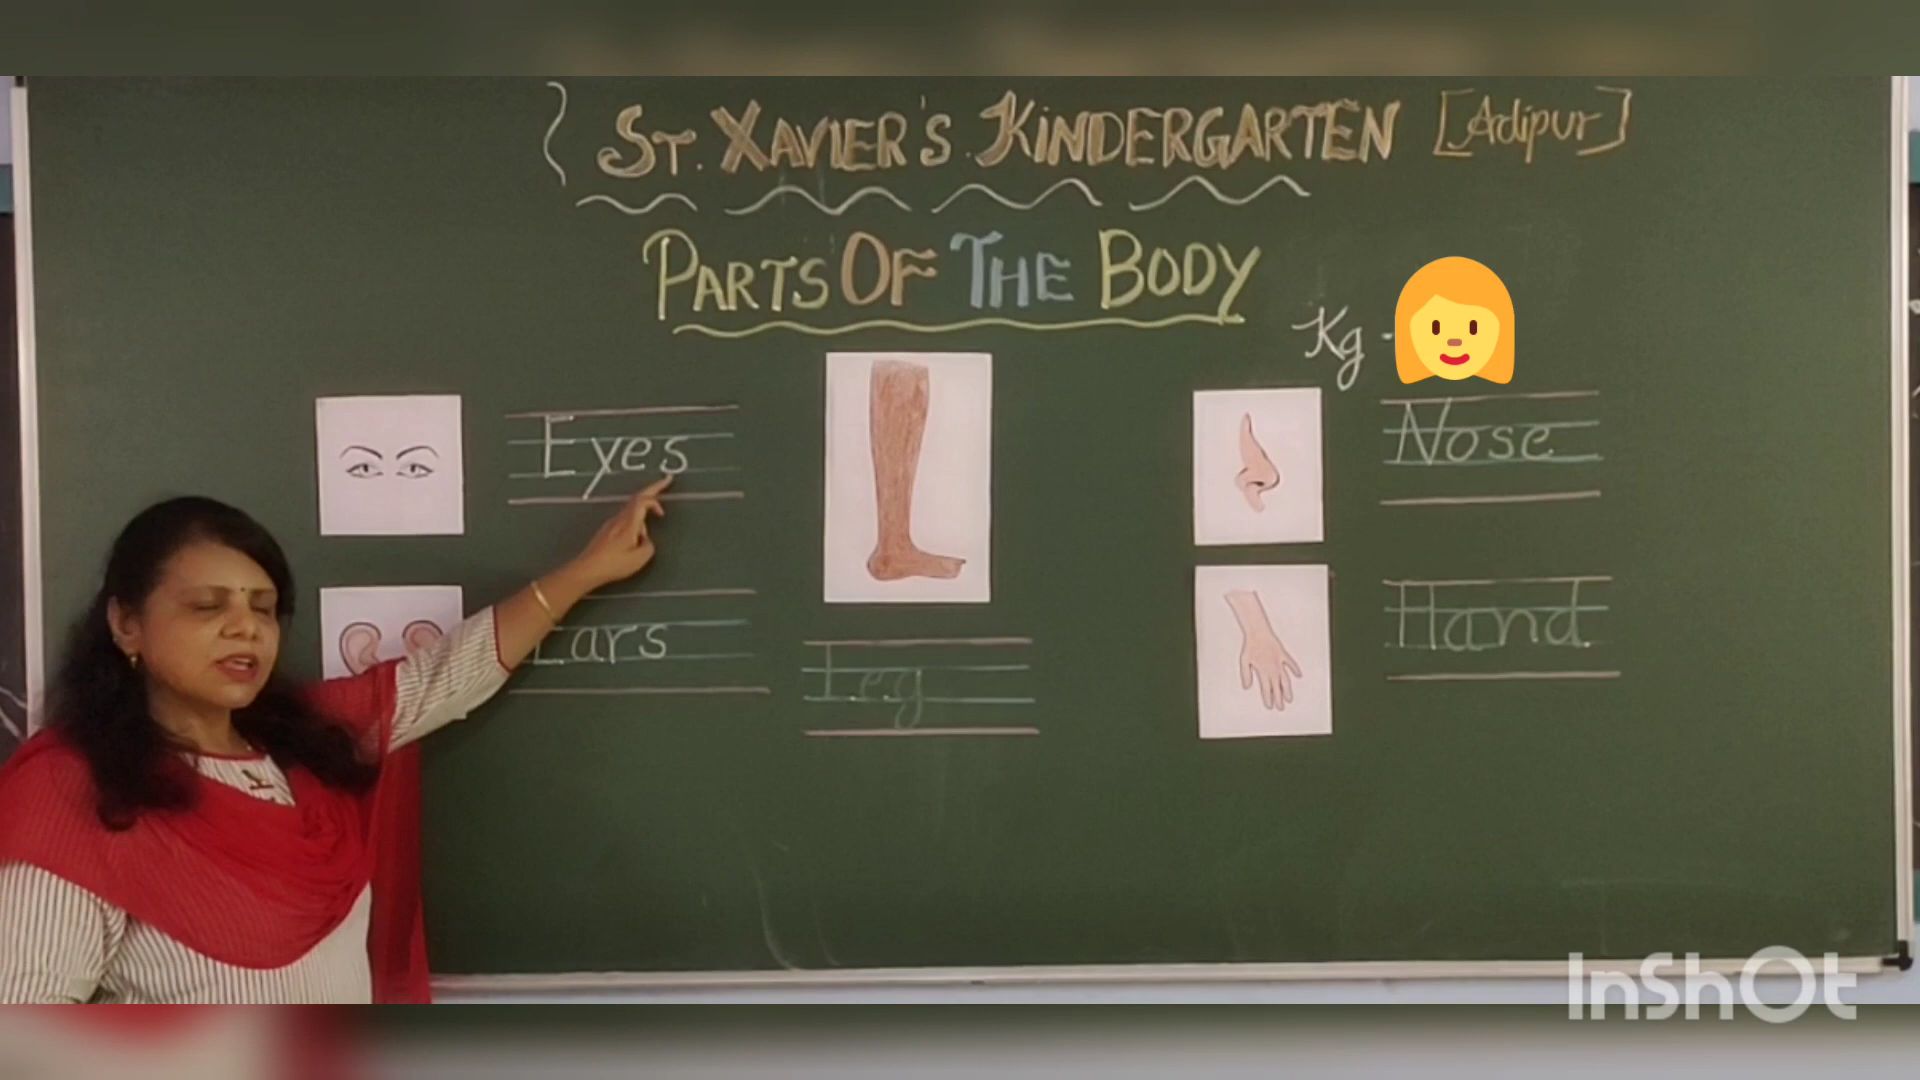 ST. XAVIER'S. KINDERGARTEN [Adipur]
PARTS OF THE BODY
Kg -
Eyes
Nose
Ears
Leg
Hand
InShOt